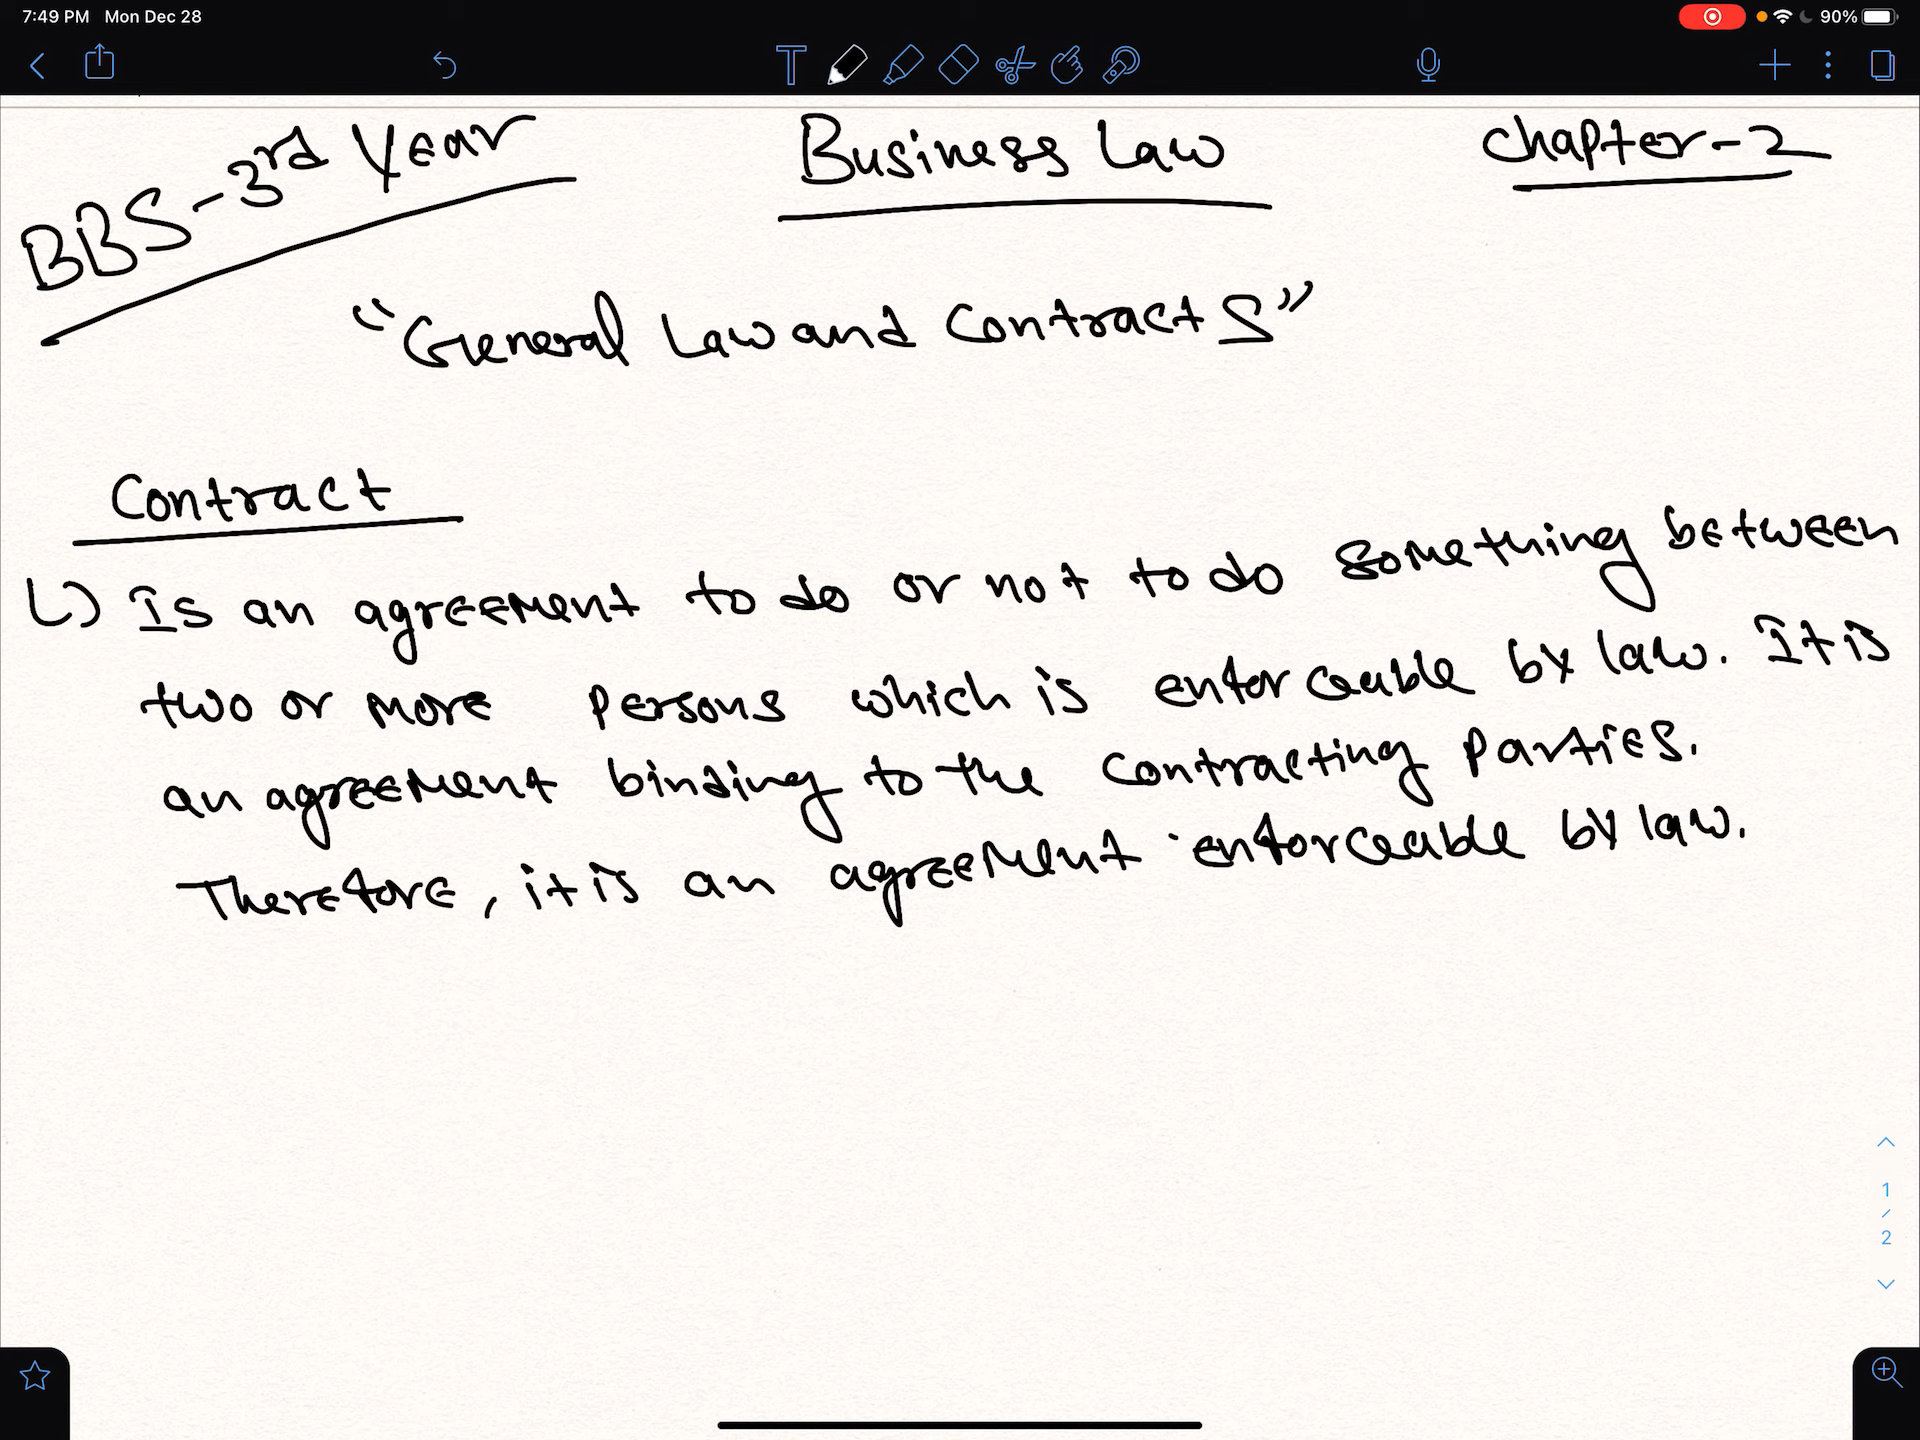 7:49 PM Mon Dec 28
90%
BBS-3rd Year
Business Law
Chapter-2
"General Law and Contracts"
Contract
Is an agreement to do or not to do something between
two or more persons which is enforceable by law. It is
an agreement binding to the contracting parties.
Therefore, it is an agreement enforceable by law.
1
/
2